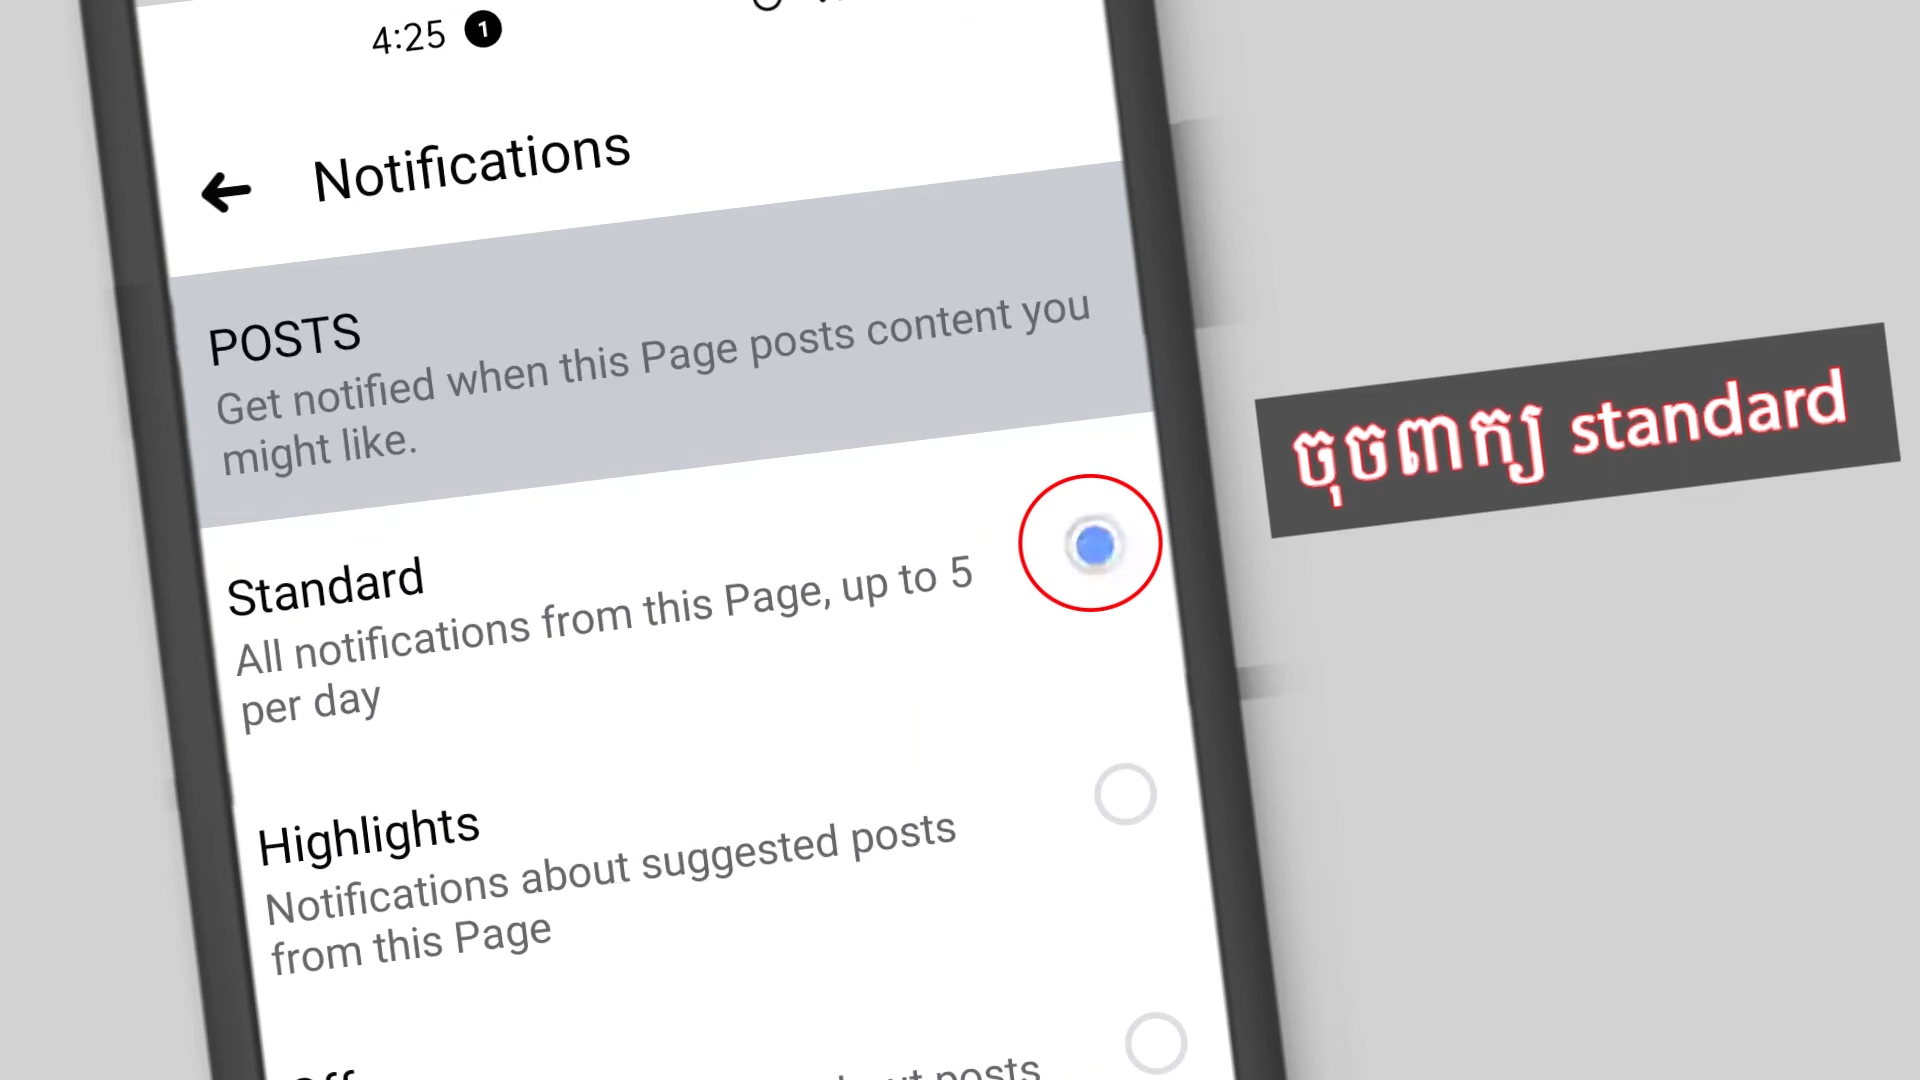 4:25 1
Notifications
POSTS
Get notified when this Page posts content you
might like.
Standard
All notifications from this Page, up to 5
per day
Highlights
Notifications about suggested posts
from this Page
posts
ចុចពាក្យ standard